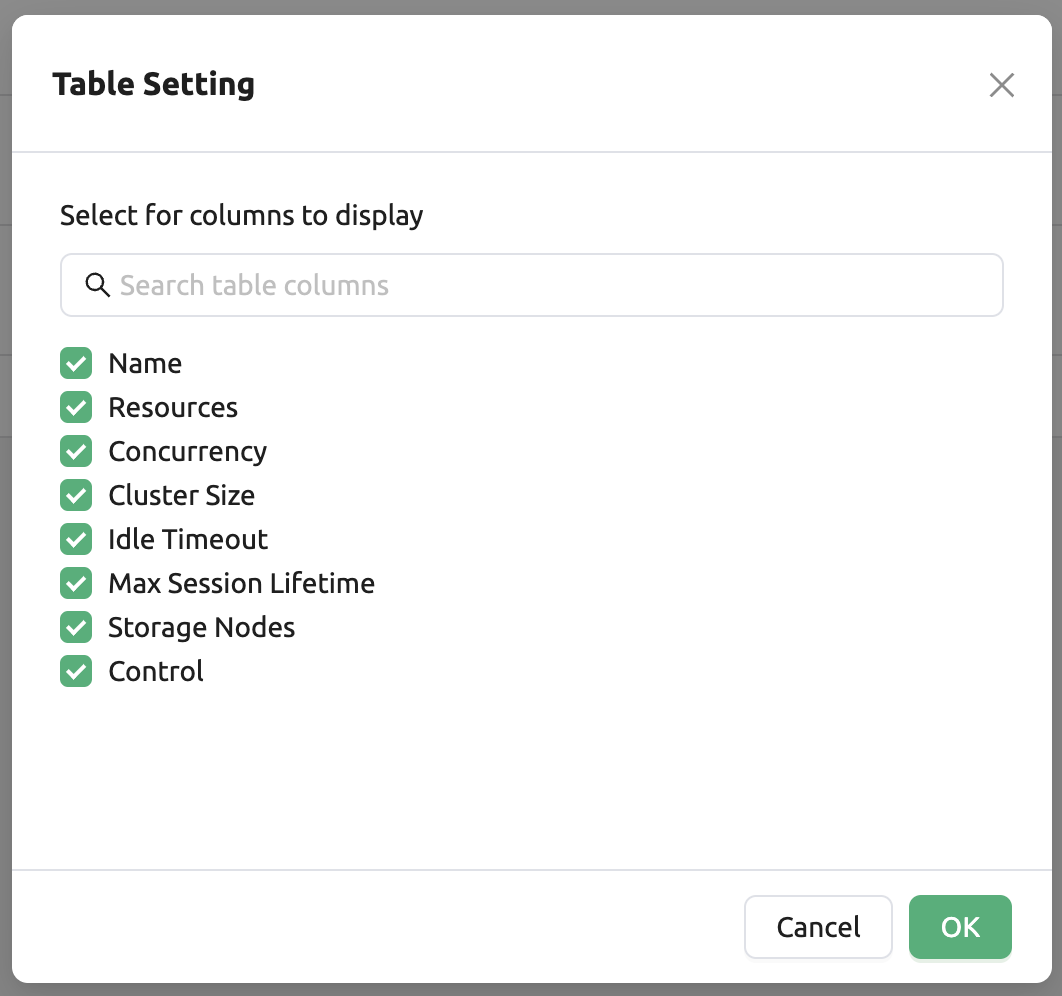 Table Setting
Select for columns to display
Search table columns
Name
Resources
Concurrency
Cluster Size
Idle Timeout
Max Session Lifetime
Storage Nodes
Control
Cancel
OK